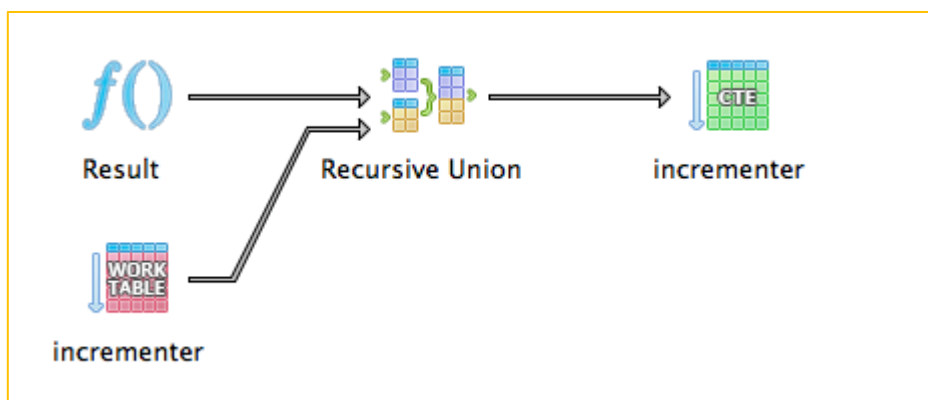 f()
CTE
Result
Recursive Union
incrementer
WORK
TABLE
incrementer